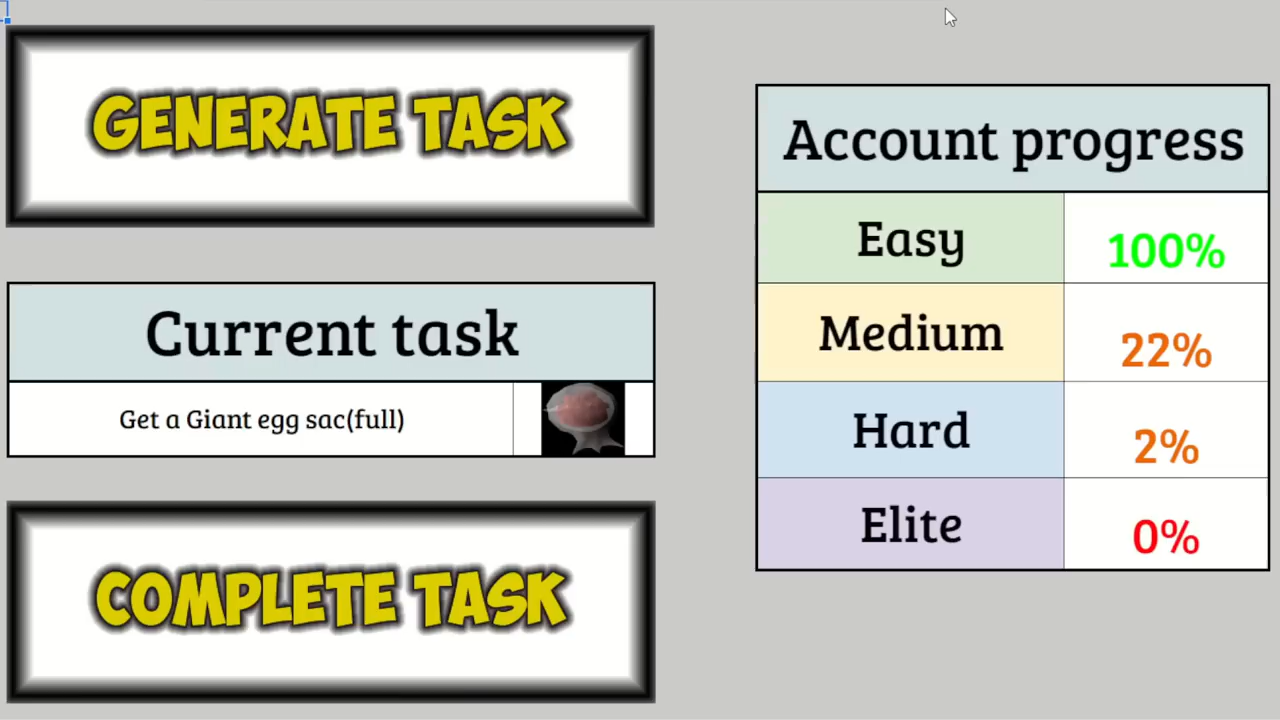 GENERATE TASK
Current task
Get a Giant egg sac(full)
COMPLETE TASK
Account progress
Easy 100%
Medium 22%
Hard 2%
Elite 0%